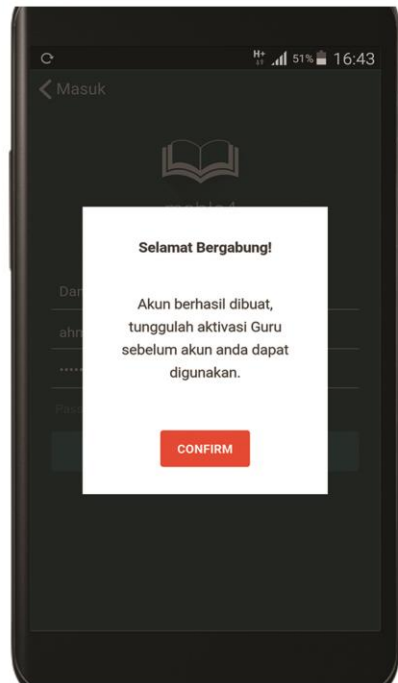 H+ 51% 16:43
Masuk
Selamat Bergabung!
Akun berhasil dibuat,
tunggulah aktivasi Guru
sebelum akun anda dapat
digunakan.
CONFIRM